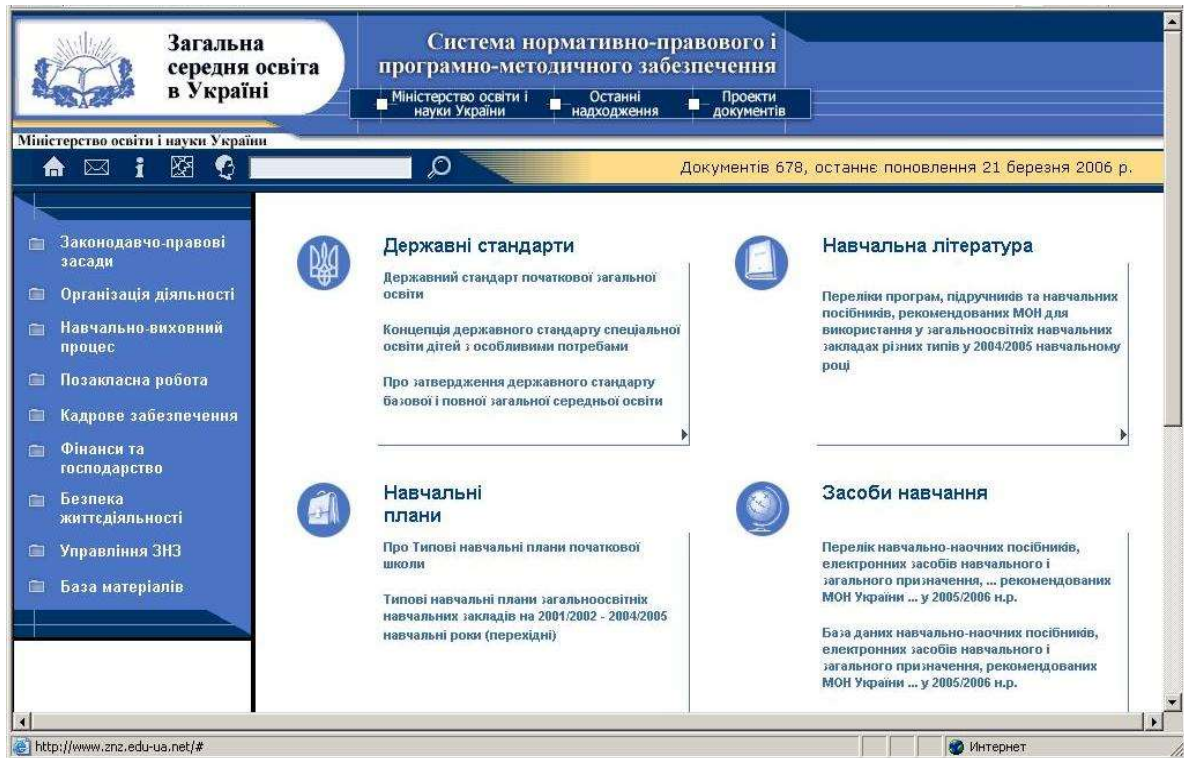 Загальна
середня освіта
в Україні
Система нормативно-правового і
програмно-методичного забезпечення
Міністерство освіти і
науки України
Останні
надходження
Проекти
документів
Міністерство освіти і науки України
Документів 678, останнє поновлення 21 березня 2006 р.
Законодавчо-правові
засади
Організація діяльності
Навчально-виховний
процес
Позакласна робота
Кадрове забезпечення
Фінанси та
господарство
Безпека
життєдіяльності
Управління ЗНЗ
База матеріалів
Державні стандарти
Державний стандарт початкової загальної
освіти
Концепція державного стандарту спеціальної
освіти дітей з особливими потребами
Про затвердження державного стандарту
базової і повної загальної середньої освіти
Навчальна література
Переліки програм, підручників та навчальних
посібників, рекомендованих МОН для
використання у загальноосвітніх навчальних
закладах різних типів у 2004/2005 навчальному
році
Навчальні
плани
Про Типові навчальні плани початкової
школи
Типові навчальні плани загальноосвітніх
навчальних закладів на 2001/2002 - 2004/2005
навчальні роки (перехідні)
Засоби навчання
Перелік навчально-наочних посібників,
електронних засобів навчального і
загального призначення, ... рекомендованих
МОН України ... у 2005/2006 н.р.
База даних навчально-наочних посібників,
електронних засобів навчального і
загального призначення, рекомендованих
МОН України ... у 2005/2006 н.р.
http://www.znz.edu-ua.net/#
Интернет